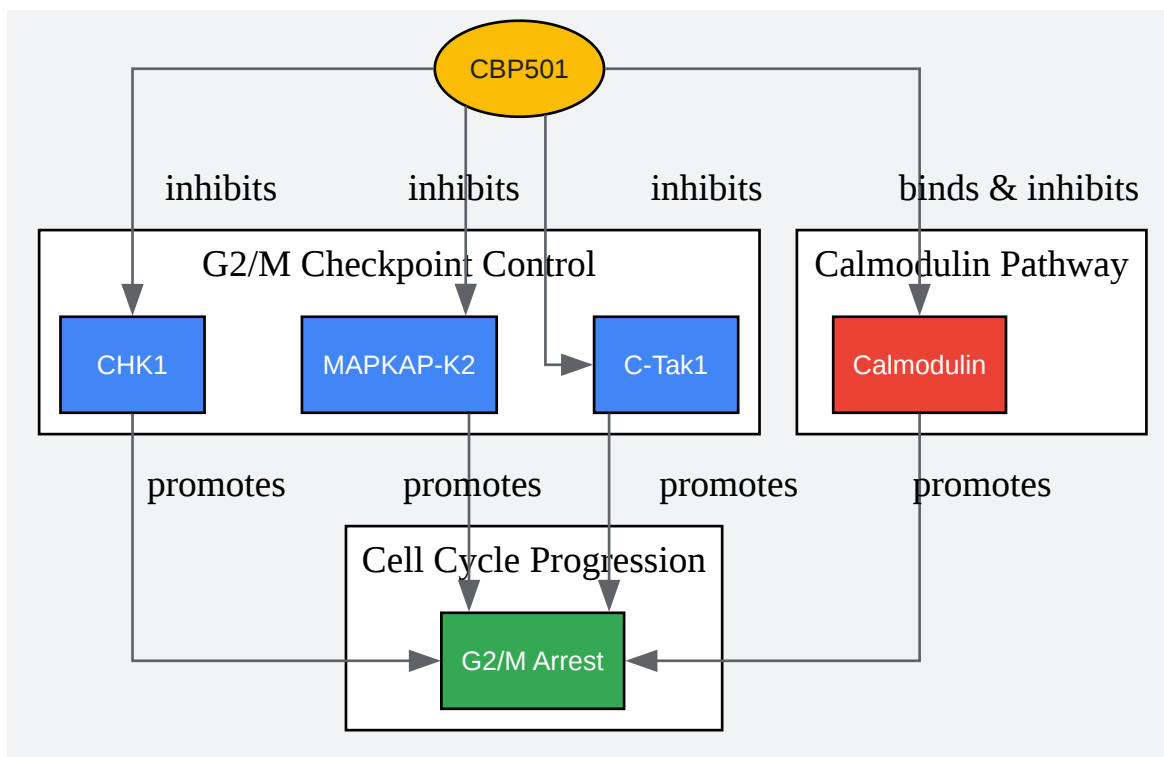 CBP501
inhibits
inhibits
inhibits
binds & inhibits
G2/M Checkpoint Control
Calmodulin Pathway
CHK1
MAPKAP-K2
C-Tak1
Calmodulin
promotes
promotes
promotes
promotes
Cell Cycle Progression
G2/M Arrest